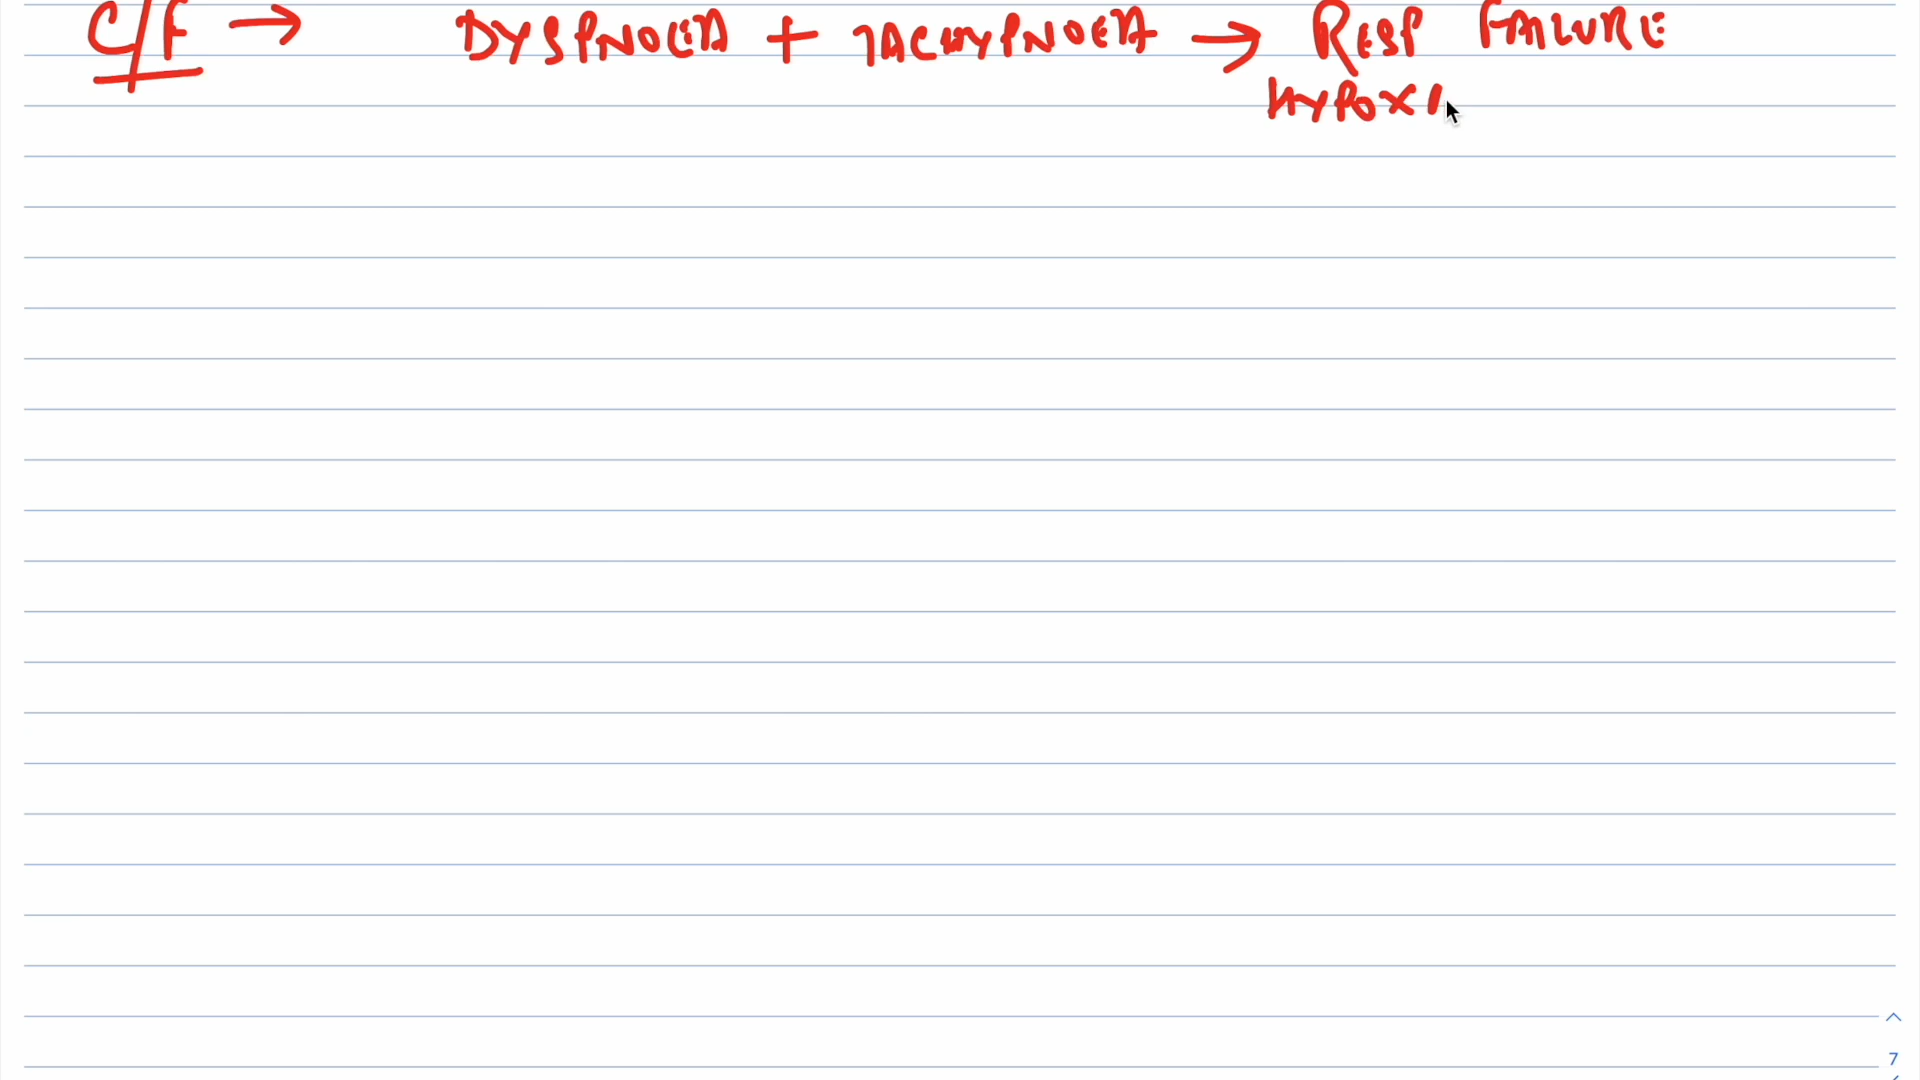 C/F → DYSPNOEA + TACHYPNOEA → RESP FAILURE
HYPOXI
7